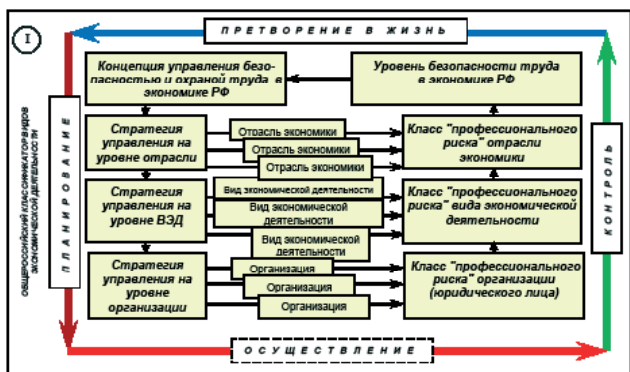 I
ПРЕТВОРЕНИЕ В ЖИЗНЬ
Концепция управления безо-
пасностью и охраной труда в
экономике РФ
Уровень безопасности труда
в экономике РФ
ОБЩЕРОССИЙСКИЙ КЛАССИФИКАТОР ВИДОВ
ЭКОНОМИЧЕСКОЙ ДЕЯТЕЛЬНОСТИ
ПЛАНИРОВАНИЕ
Стратегия
управления на
уровне отрасли
Отрасль экономики
Отрасль экономики
Отрасль экономики
Класс "профессионального
риска" отрасли
экономики
Стратегия
управления на
уровне ВЭД
Вид экономической деятельности
Вид экономической
деятельности
Вид экономической
деятельности
Класс "профессионального
риска" вида экономической
деятельности
Стратегия
управления на
уровне
организации
Организация
Организация
Организация
Класс "профессионального
риска" организации
(юридического лица)
КОНТРОЛЬ
ОСУЩЕСТВЛЕНИЕ